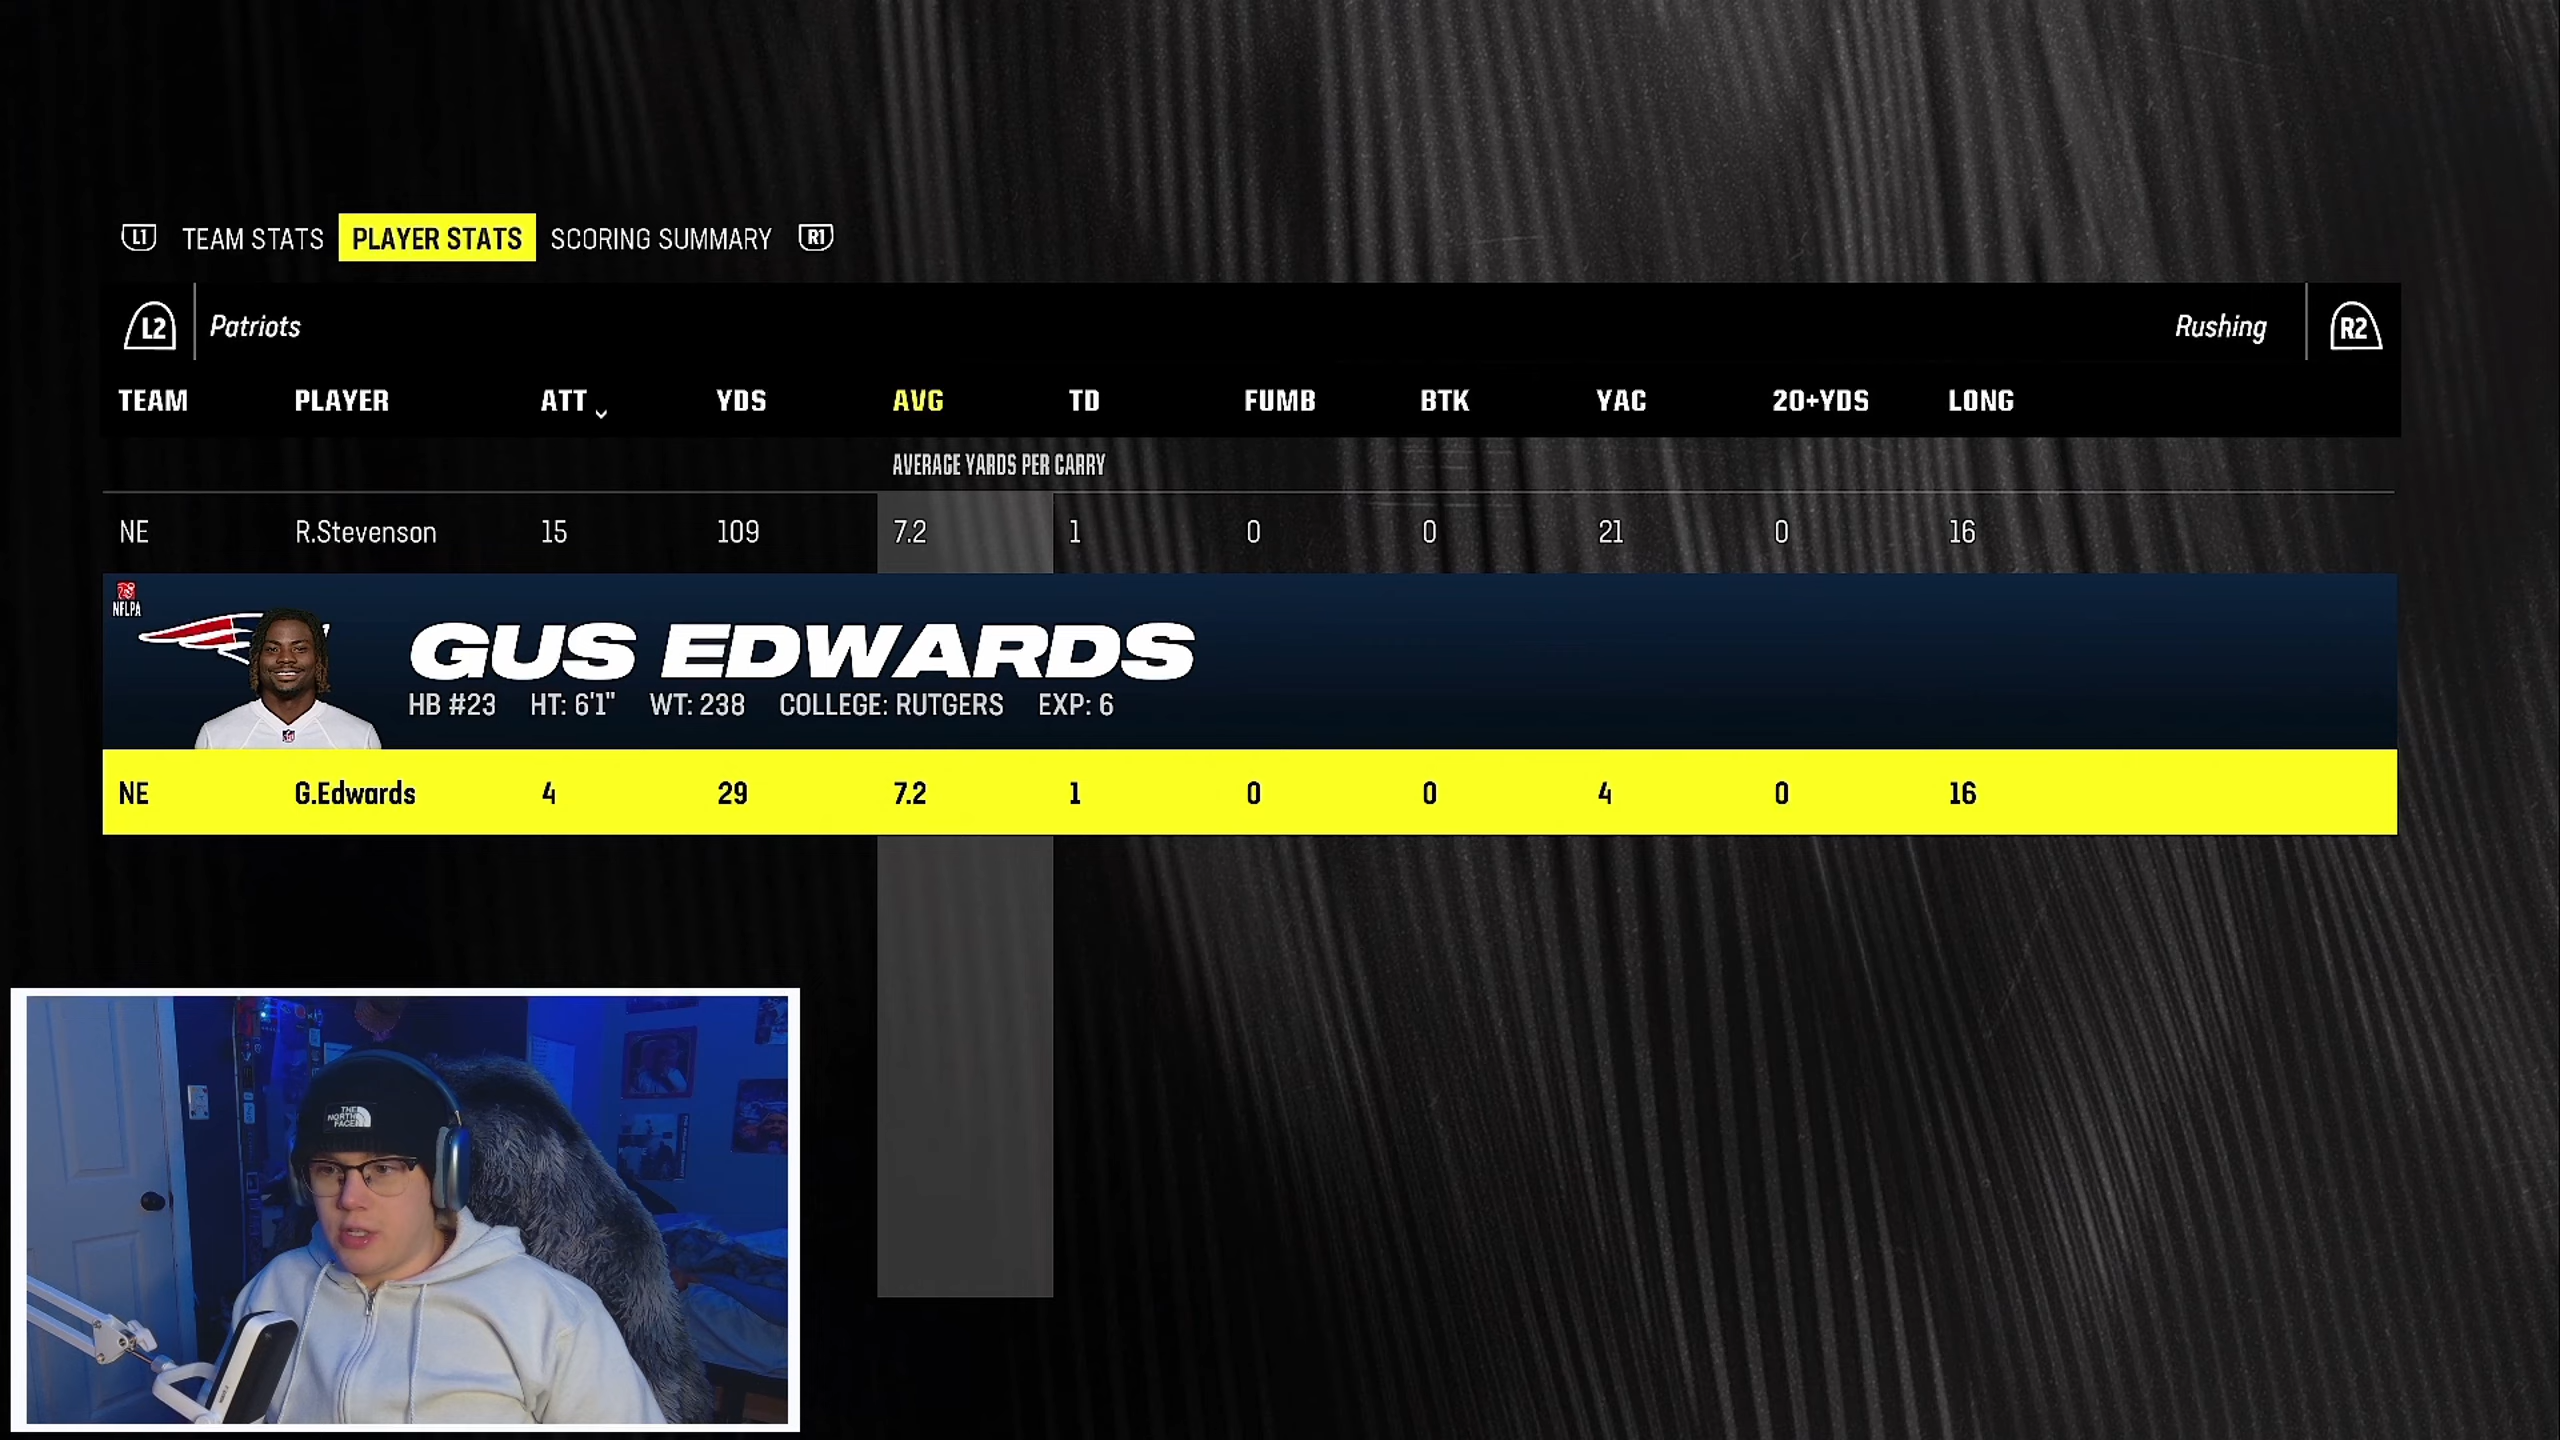 L1 TEAM STATS PLAYER STATS SCORING SUMMARY R1
L2 Patriots Rushing R2
TEAM PLAYER ATT YDS AVG TD FUMB BTK YAC 20+YDS LONG
AVERAGE YARDS PER CARRY
NE R.Stevenson 15 109 7.2 1 0 0 21 0 16
NFLPA
GUS EDWARDS
HB #23 HT: 6'1" WT: 238 COLLEGE: RUTGERS EXP: 6
NE G.Edwards 4 29 7.2 1 0 0 4 0 16
THE
NORTH
FACE